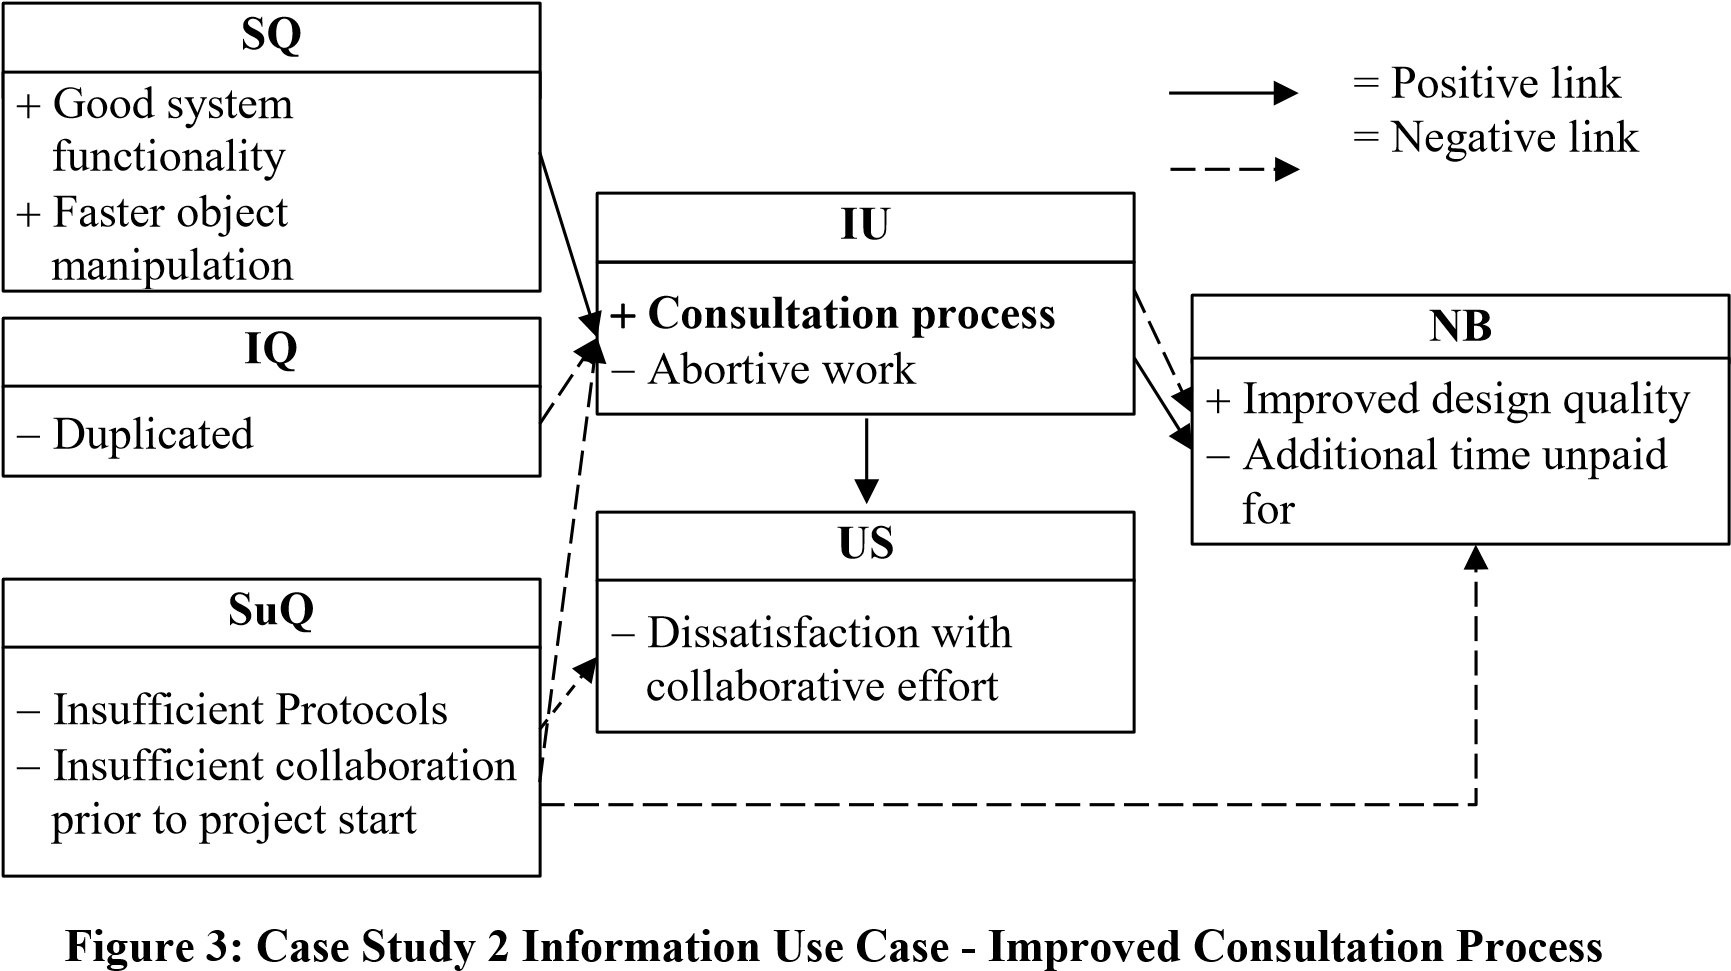 SQ
+ Good system
functionality
+ Faster object
manipulation
= Positive link
= Negative link
IU
+ Consultation process
– Abortive work
IQ
– Duplicated
NB
+ Improved design quality
– Additional time unpaid
for
US
– Dissatisfaction with
collaborative effort
SuQ
– Insufficient Protocols
– Insufficient collaboration
prior to project start
Figure 3: Case Study 2 Information Use Case - Improved Consultation Process